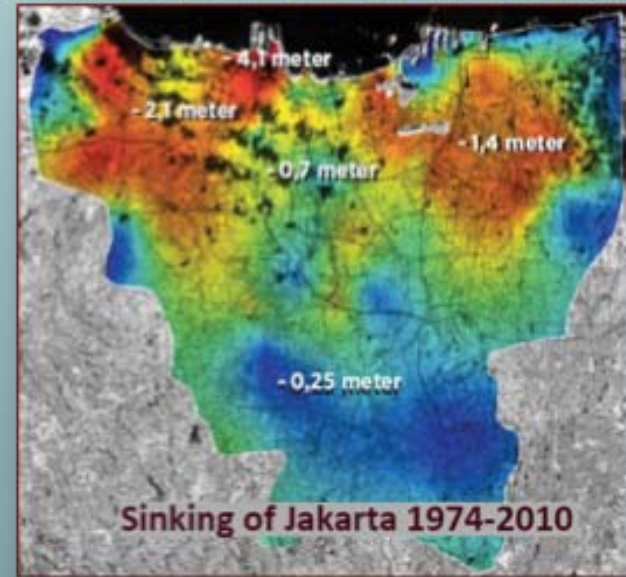 - 4,1 meter
- 2,1 meter
- 1,4 meter
- 0,7 meter
- 0,25 meter
Sinking of Jakarta 1974-2010